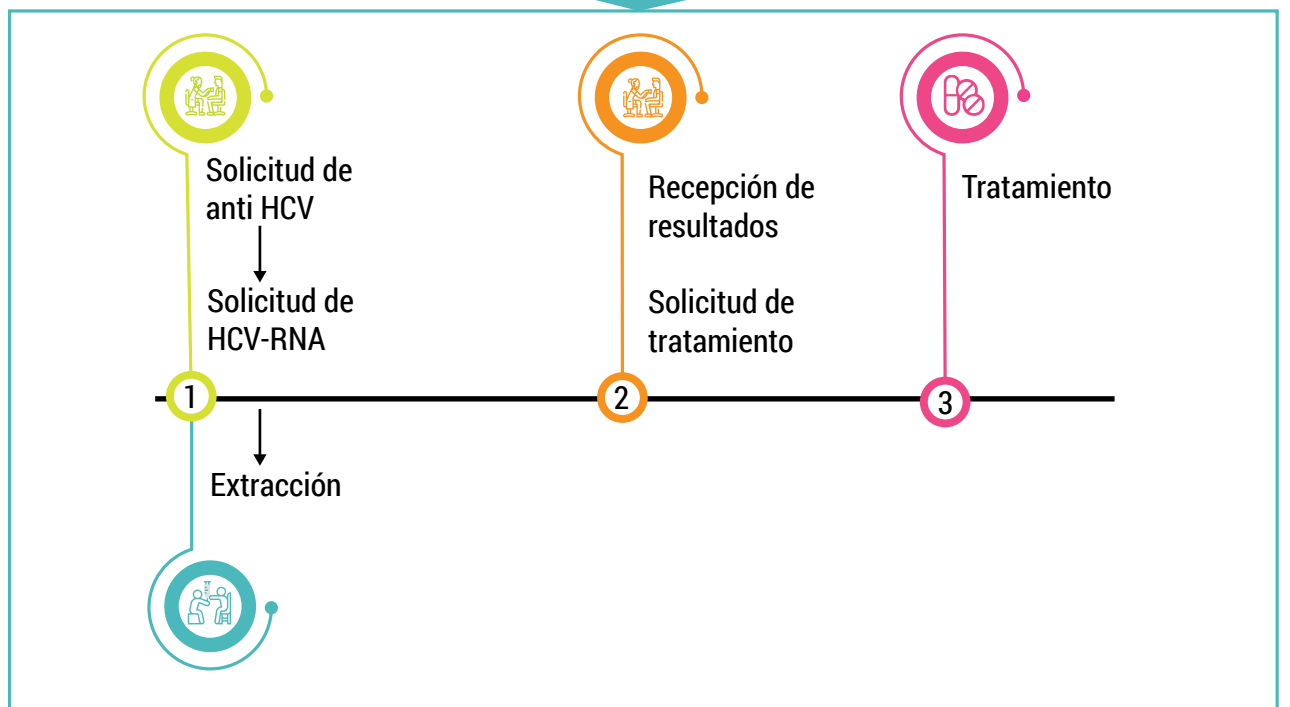 Solicitud de
anti HCV
Solicitud de
HCV-RNA
1
Extracción
Recepción de
resultados
Solicitud de
tratamiento
2
Tratamiento
3